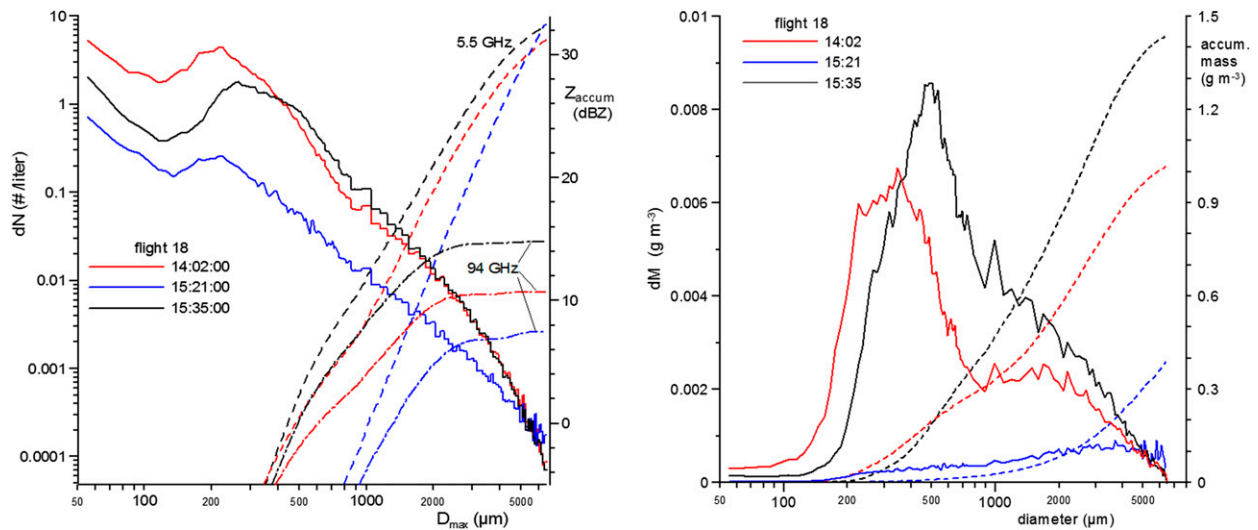 10
1
0.1
0.01
0.001
0.0001
dN (#/liter)
5.5 GHz
94 GHz
30
20
10
0
Z accum
(dBZ)
flight 18
14:02:00
15:21:00
15:35:00
50 100 200 500 1000 2000 5000
Dmax (µm)
0.01
0.008
0.006
0.004
0.002
0
dM (g m-3)
flight 18
14:02
15:21
15:35
1.5
1.2
0.9
0.6
0.3
0
accum.
mass
(g m-3)
50 100 200 500 1000 2000 5000
diameter (µm)